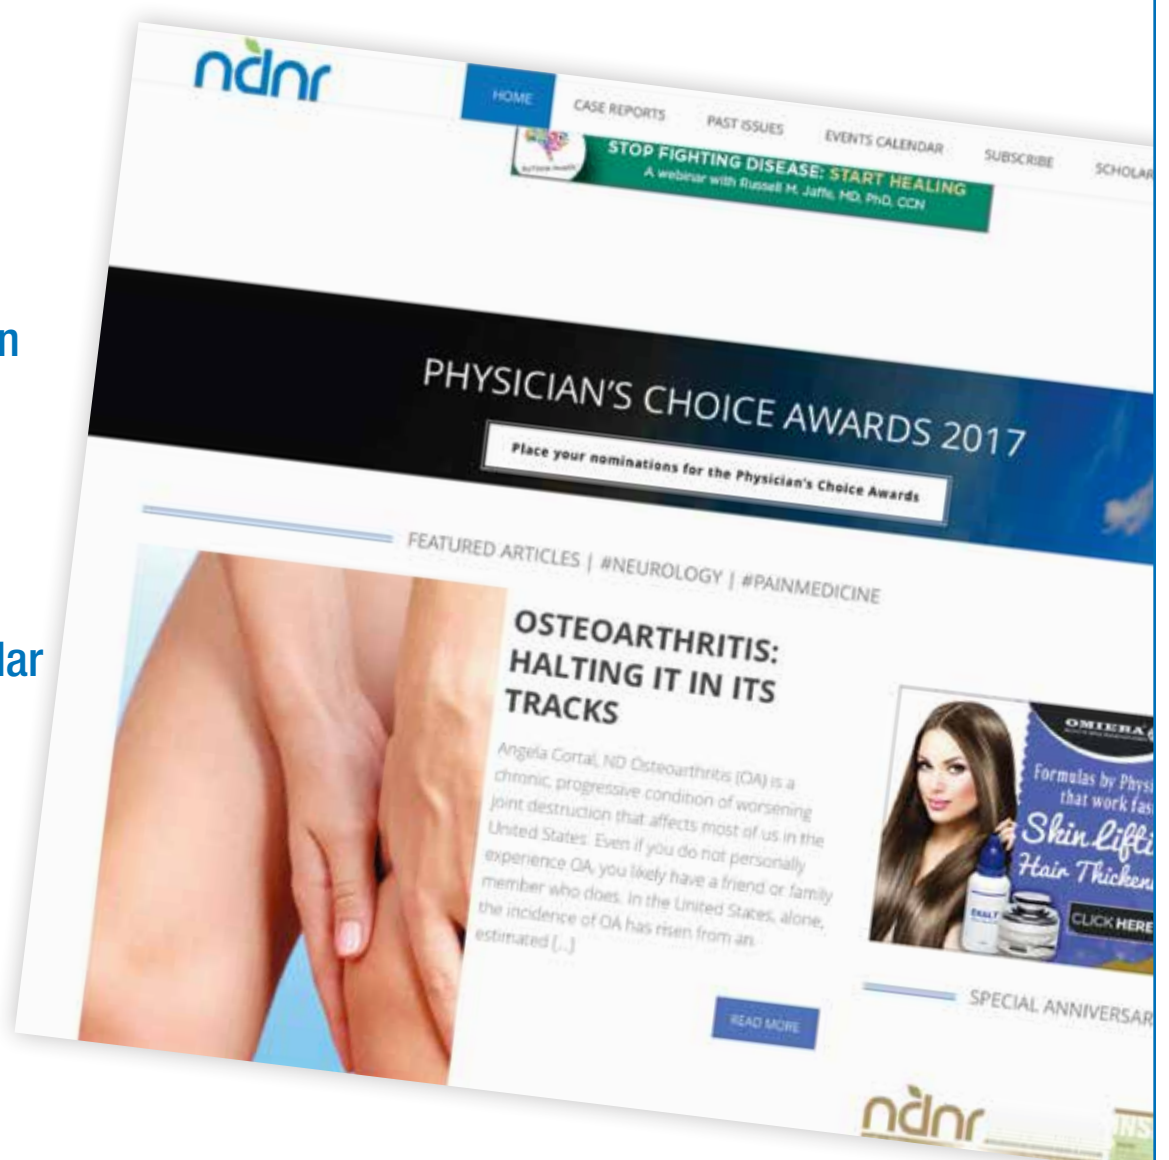 ndnr
HOME
CASE REPORTS
PAST ISSUES
EVENTS CALENDAR
SUBSCRIBE
SCHOLAR
STOP FIGHTING DISEASE: START HEALING
A webinar with Russell M. Jaffe, MD, PhD, CCN
n
PHYSICIAN'S CHOICE AWARDS 2017
Place your nominations for the Physician's Choice Awards
FEATURED ARTICLES | #NEUROLOGY | #PAINMEDICINE
lar
OSTEOARTHRITIS:
HALTING IT IN ITS
TRACKS
Angela Cortal, ND Osteoarthritis (OA) is a
chronic, progressive condition of worsening
joint destruction that affects most of us in the
United States. Even if you do not personally
experience OA, you likely have a friend or family
member who does. In the United States, alone,
the incidence of OA has risen from an
estimated [...]
READ MORE
OMIERA
Formulas by Physi
that work fas
Skin Lifti
Hair Thicken
EXALT
CLICK HERE
SPECIAL ANNIVERSAR
ndnr
NS